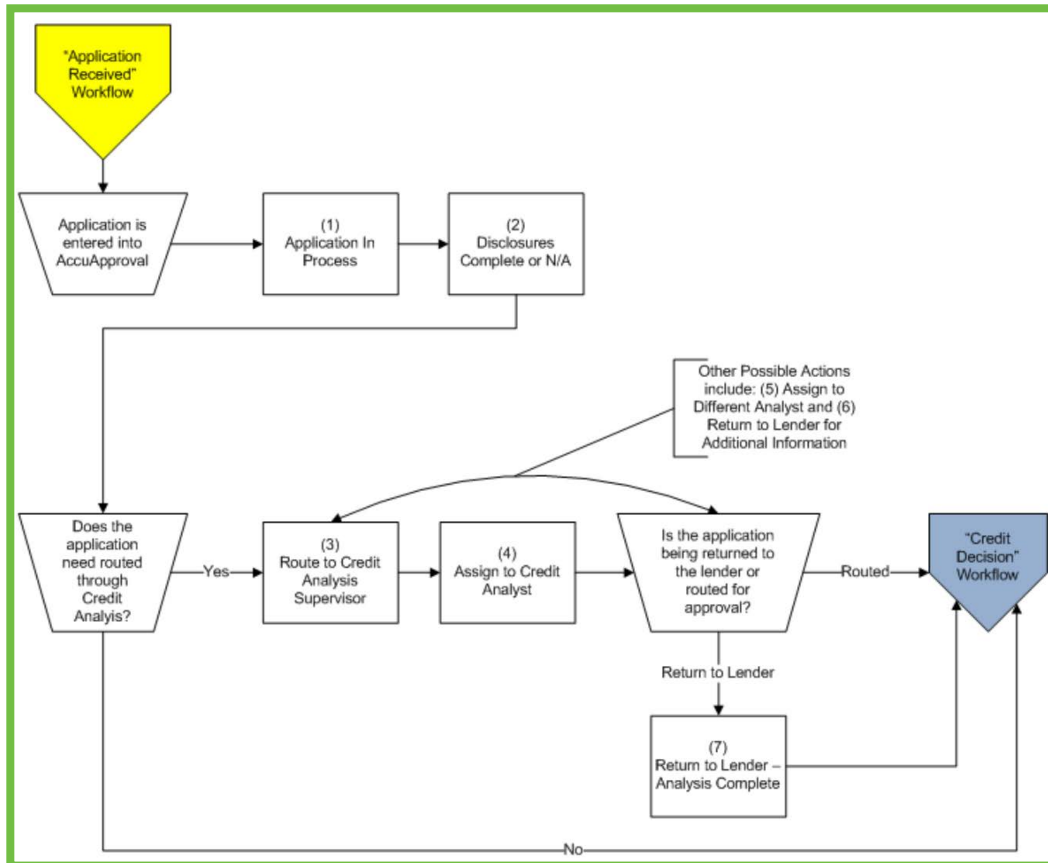 “Application
Received”
Workflow
Application is
entered into
AccuApproval
(1)
Application In
Process
(2)
Disclosures
Complete or N/A
Other Possible Actions
include: (5) Assign to
Different Analyst and (6)
Return to Lender for
Additional Information
Does the
application
need routed
through
Credit
Analyis?
Yes
(3)
Route to Credit
Analysis
Supervisor
(4)
Assign to Credit
Analyst
Is the application
being returned to
the lender or
routed for
approval?
Routed
“Credit
Decision”
Workflow
Return to Lender
(7)
Return to Lender –
Analysis Complete
No